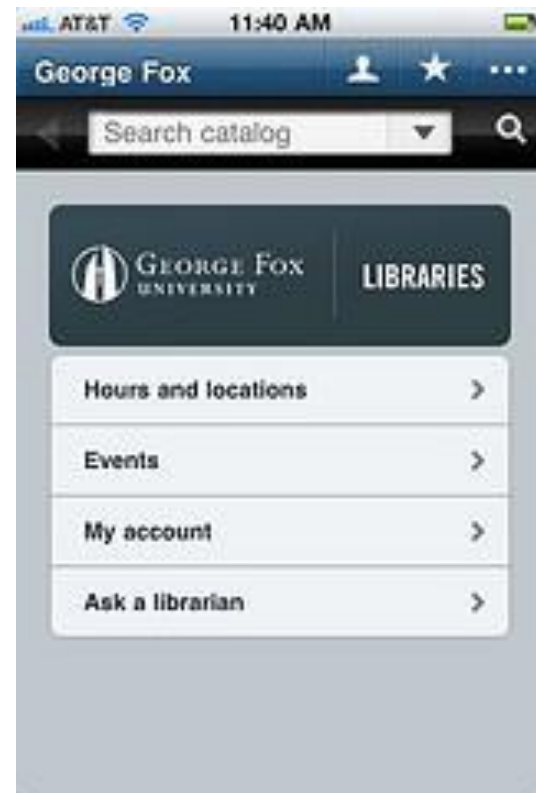 AT&T 11:40 AM
George Fox
Search catalog
GEORGE FOX
UNIVERSITY
LIBRARIES
Hours and locations
Events
My account
Ask a librarian